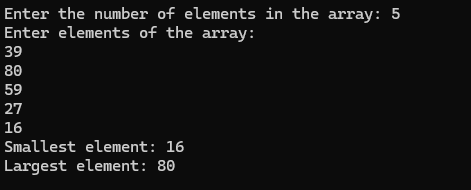 Enter the number of elements in the array: 5
Enter elements of the array:
39
80
59
27
16
Smallest element: 16
Largest element: 80